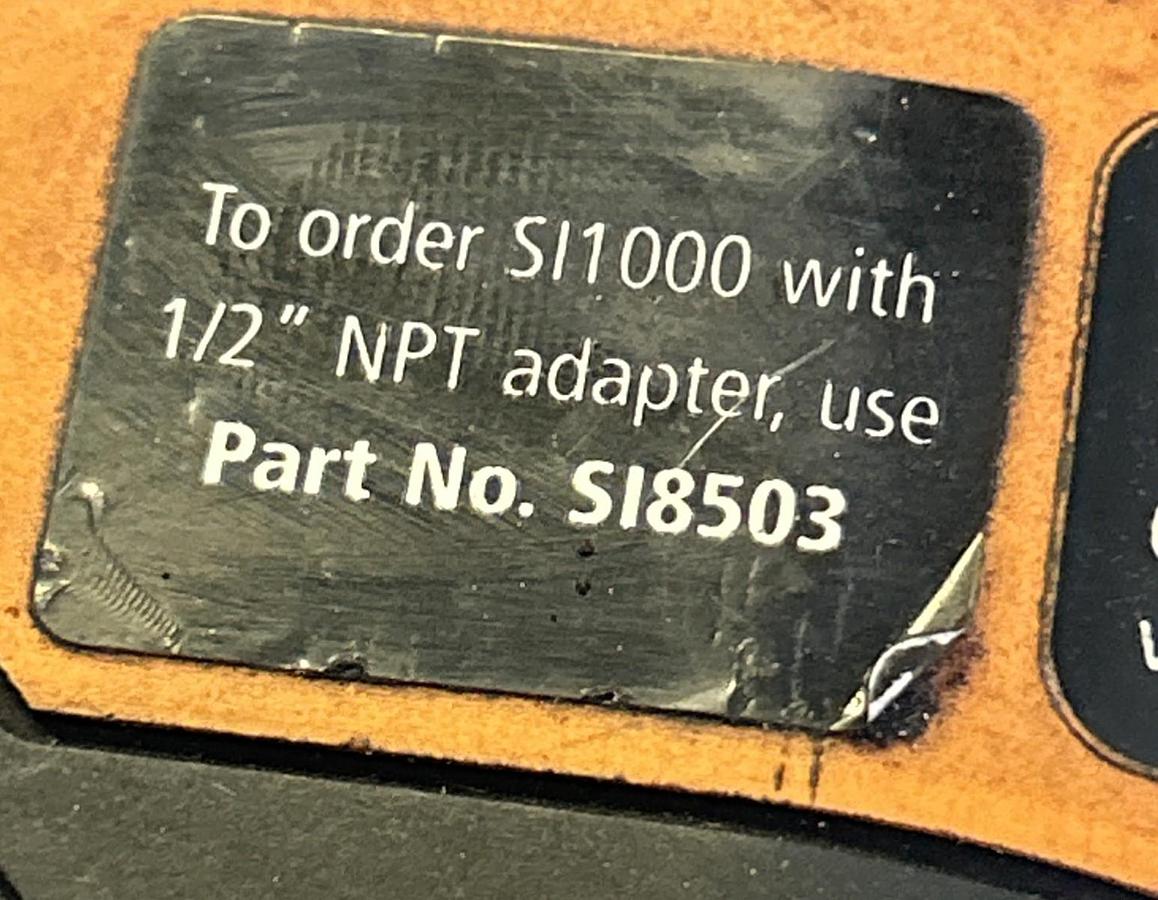 To order SI1000 with
1/2" NPT adapter, use
Part No. SI8503